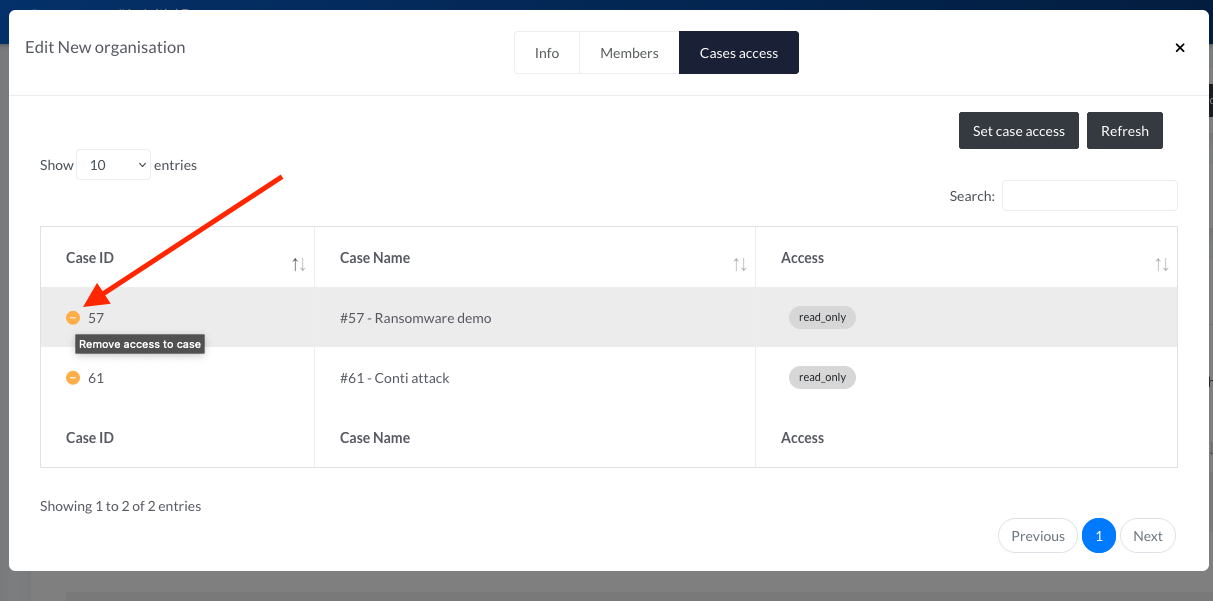 Edit New organisation
Info Members Cases access
×
Set case access Refresh
Show 10 entries
Search:
Case ID Case Name Access
57 #57 - Ransomware demo read_only
Remove access to case
61 #61 - Conti attack read_only
Case ID Case Name Access
Showing 1 to 2 of 2 entries
Previous 1 Next